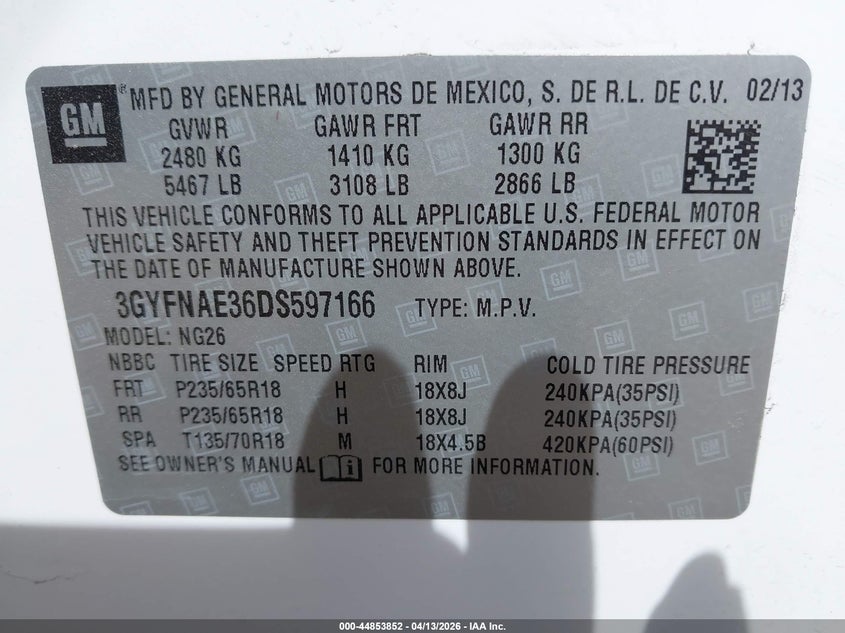 GM ® MFD BY GENERAL MOTORS DE MEXICO, S. DE R.L. DE C.V. 02/13
GVWR GAWR FRT GAWR RR
2480 KG 1410 KG 1300 KG
5467 LB 3108 LB 2866 LB
THIS VEHICLE CONFORMS TO ALL APPLICABLE U.S. FEDERAL MOTOR
VEHICLE SAFETY AND THEFT PREVENTION STANDARDS IN EFFECT ON
THE DATE OF MANUFACTURE SHOWN ABOVE.
3GYFNAE36DS597166 TYPE: M.P.V.
MODEL: NG26
NBBC TIRE SIZE SPEED RTG RIM COLD TIRE PRESSURE
FRT P235/65R18 H 18X8J 240KPA(35PSI)
RR P235/65R18 H 18X8J 240KPA(35PSI)
SPA T135/70R18 M 18X4.5B 420KPA(60PSI)
SEE OWNER'S MANUAL FOR MORE INFORMATION.
000-44853852 | 04/13/2026 - IAA Inc.